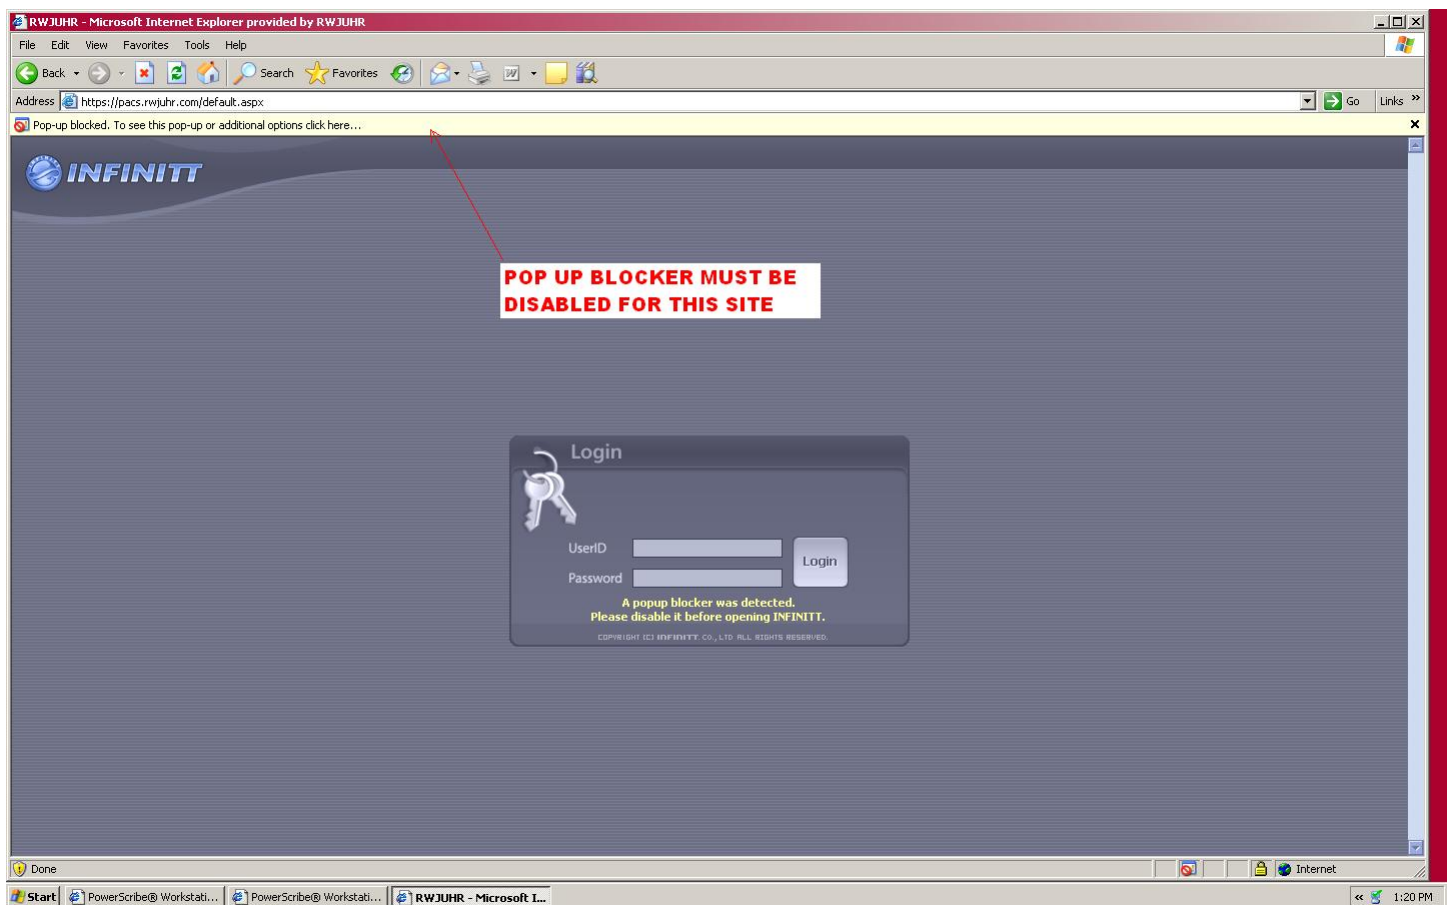 RWJUHR - Microsoft Internet Explorer provided by RWJUHR
File Edit View Favorites Tools Help
Back Search Favorites
Address https://pacs.rwjuhr.com/default.aspx Go Links »
Pop-up blocked. To see this pop-up or additional options click here...
INFINITT
POP UP BLOCKER MUST BE
DISABLED FOR THIS SITE
Login
UserID
Login
Password
A popup blocker was detected.
Please disable it before opening INFINITT.
COPYRIGHT (C) INFINITT. CO., LTD ALL RIGHTS RESERVED.
Done Internet
Start PowerScribe® Workstati... PowerScribe® Workstati... RWJUHR - Microsoft I... « 1:20 PM